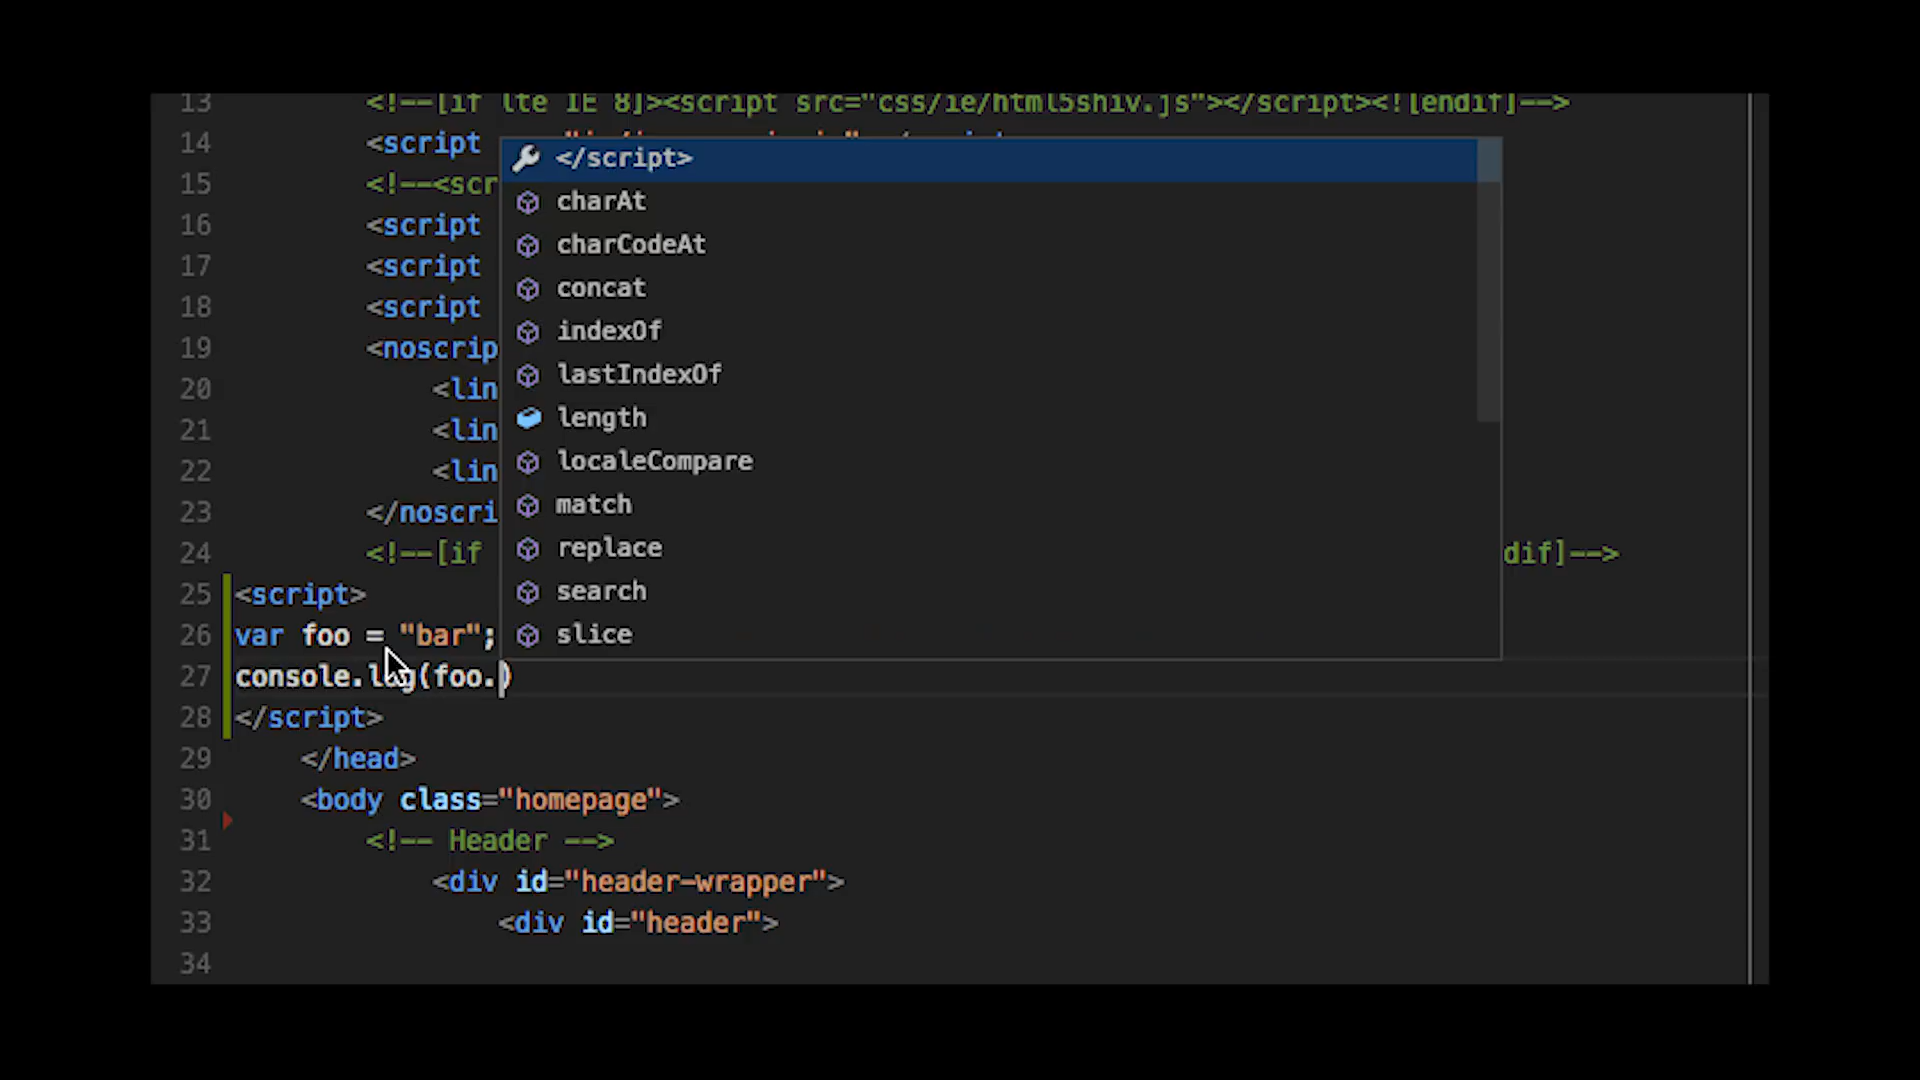 13 <!--[if lte IE 8]><script src="css/ie/html5shiv.js"></script><![endif]-->
14 <script
15 <!--<scr
16 <script
17 <script
18 <script
19 <noscrip
20 <lin
21 <lin
22 <lin
23 </noscri
24 <!--[if dif]-->
25 <script>
26 var foo = "bar";
27 console.log(foo.)
28 </script>
29 </head>
30 <body class="homepage">
31 <!-- Header -->
32 <div id="header-wrapper">
33 <div id="header">
34
</script>
charAt
charCodeAt
concat
indexOf
lastIndexOf
length
localeCompare
match
replace
search
slice